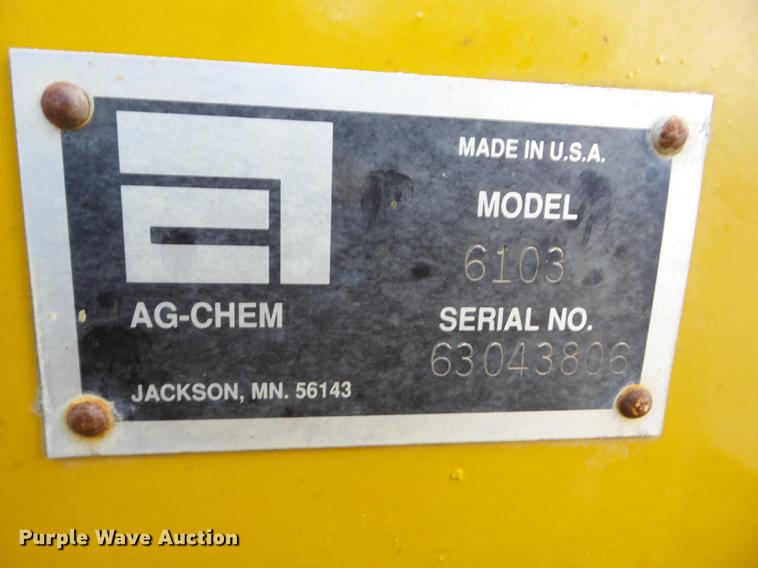 MADE IN U.S.A.
MODEL
6103
AG-CHEM
SERIAL NO.
63043806
JACKSON, MN. 56143
Purple Wave Auction